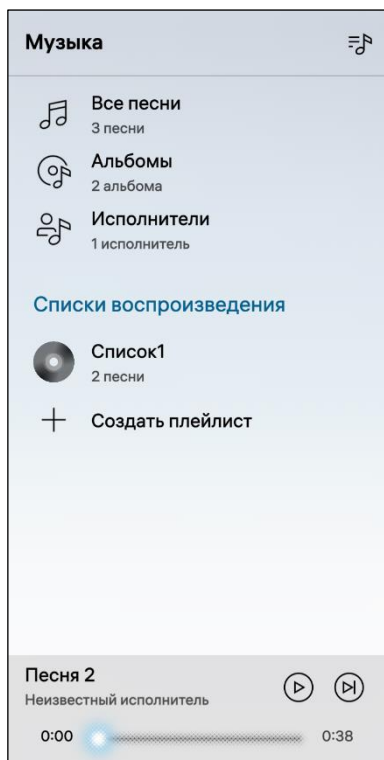 Музыка
Все песни
3 песни
Альбомы
2 альбома
Исполнители
1 исполнитель
Списки воспроизведения
Список1
2 песни
Создать плейлист
Песня 2
Неизвестный исполнитель
0:00 0:38